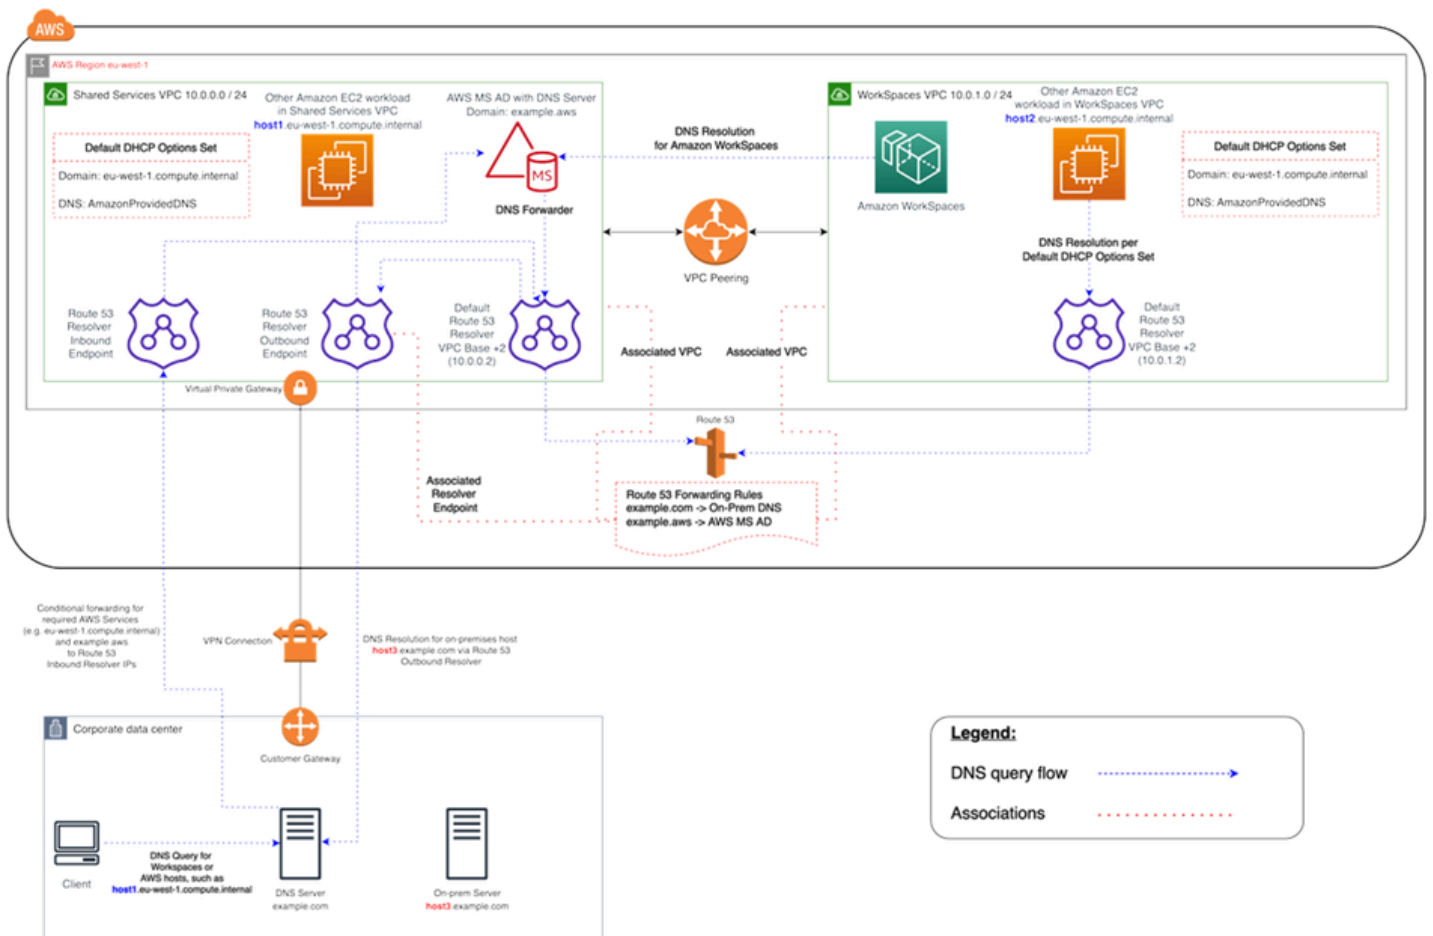 AWS
AWS Region eu-west-1
Shared Services VPC 10.0.0.0 / 24
Other Amazon EC2 workload
in Shared Services VPC
host1.eu-west-1.compute.internal
AWS MS AD with DNS Server
Domain: example.aws
MS
DNS Forwarder
Default DHCP Options Set
Domain: eu-west-1.compute.internal
DNS: AmazonProvidedDNS
Route 53
Resolver
Inbound
Endpoint
Route 53
Resolver
Outbound
Endpoint
Default
Route 53
Resolver
VPC Base +2
(10.0.0.2)
Virtual Private Gateway
DNS Resolution
for Amazon WorkSpaces
VPC Peering
Associated VPC
Associated VPC
WorkSpaces VPC 10.0.1.0 / 24
Amazon WorkSpaces
Other Amazon EC2
workload in WorkSpaces VPC
host2.eu-west-1.compute.internal
Default DHCP Options Set
Domain: eu-west-1.compute.internal
DNS: AmazonProvidedDNS
DNS Resolution per
Default DHCP Options Set
Default
Route 53
Resolver
VPC Base +2
(10.0.1.2)
Route 53
Associated
Resolver
Endpoint
Route 53 Forwarding Rules
example.com -> On-Prem DNS
example.aws -> AWS MS AD
Conditional forwarding for
required AWS Services
(e.g. eu-west-1.compute.internal)
and example.aws
to Route 53
Inbound Resolver IPs
VPN Connection
DNS Resolution for on-premises host
host3.example.com via Route 53
Outbound Resolver
Corporate data center
Customer Gateway
Client
DNS Query for
Workspaces or
AWS hosts, such as
host1.eu-west-1.compute.internal
DNS Server
example.com
On-prem Server
host3.example.com
Legend:
DNS query flow
Associations